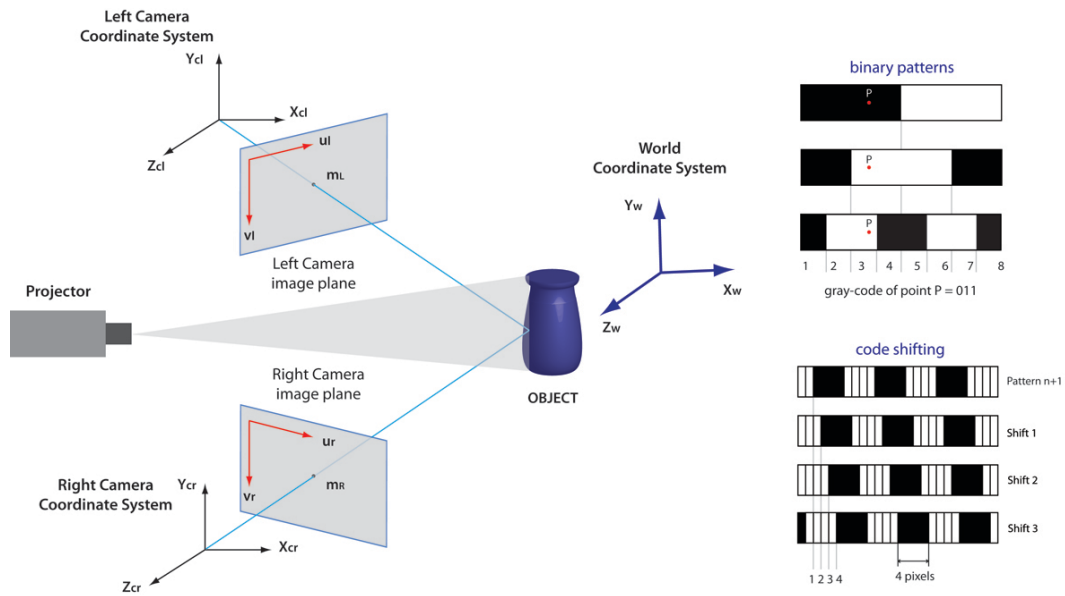 Left Camera
Coordinate System
Ycl
Xcl
Zcl
ul
mL
vl
Left Camera
image plane
Projector
Right Camera
image plane
OBJECT
World
Coordinate System
Yw
Xw
Zw
ur
mR
vr
Right Camera
Coordinate System
Ycr
Xcr
Zcr
binary patterns
P
P
P
1 2 3 4 5 6 7 8
gray-code of point P = 011
code shifting
Pattern n+1
Shift 1
Shift 2
Shift 3
1 2 3 4
4 pixels